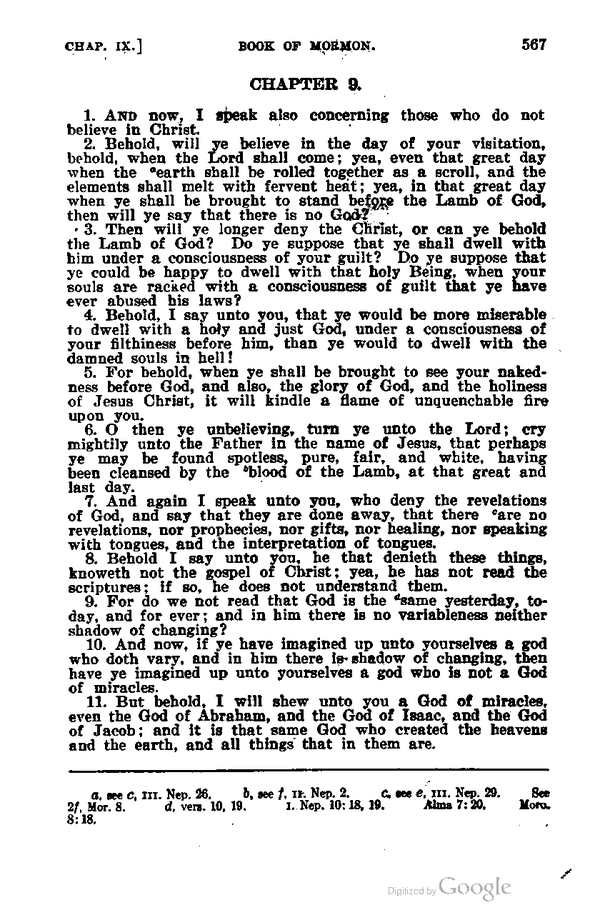 CHAP. IX.] BOOK OF MORMON. 567
CHAPTER 9.
1. AND now, I speak also concerning those who do not
believe in Christ.
2. Behold, will ye believe in the day of your visitation,
behold, when the Lord shall come; yea, even that great day
when the ᵃearth shall be rolled together as a scroll, and the
elements shall melt with fervent heat; yea, in that great day
when ye shall be brought to stand before the Lamb of God,
then will ye say that there is no God?
3. Then will ye longer deny the Christ, or can ye behold
the Lamb of God? Do ye suppose that ye shall dwell with
him under a consciousness of your guilt? Do ye suppose that
ye could be happy to dwell with that holy Being, when your
souls are racked with a consciousness of guilt that ye have
ever abused his laws?
4. Behold, I say unto you, that ye would be more miserable
to dwell with a holy and just God, under a consciousness of
your filthiness before him, than ye would to dwell with the
damned souls in hell!
5. For behold, when ye shall be brought to see your naked-
ness before God, and also, the glory of God, and the holiness
of Jesus Christ, it will kindle a flame of unquenchable fire
upon you.
6. O then ye unbelieving, turn ye unto the Lord; cry
mightily unto the Father in the name of Jesus, that perhaps
ye may be found spotless, pure, fair, and white, having
been cleansed by the ᵇblood of the Lamb, at that great and
last day.
7. And again I speak unto you, who deny the revelations
of God, and say that they are done away, that there ᶜare no
revelations, nor prophecies, nor gifts, nor healing, nor speaking
with tongues, and the interpretation of tongues.
8. Behold I say unto you, he that denieth these things,
knoweth not the gospel of Christ; yea, he has not read the
scriptures; if so, he does not understand them.
9. For do we not read that God is the ᵈsame yesterday, to-
day, and for ever; and in him there is no variableness neither
shadow of changing?
10. And now, if ye have imagined up unto yourselves a god
who doth vary, and in him there is shadow of changing, then
have ye imagined up unto yourselves a god who is not a God
of miracles.
11. But behold, I will shew unto you a God of miracles,
even the God of Abraham, and the God of Isaac, and the God
of Jacob; and it is that same God who created the heavens
and the earth, and all things that in them are.
a, see c, III. Nep. 26. b, see f, II. Nep. 2. c, see e, III. Nep. 29. See
2f, Mor. 8. d, vers. 10, 19. I. Nep. 10: 18, 19. Alma 7: 20. Moro.
8: 18.
Digitized by Google